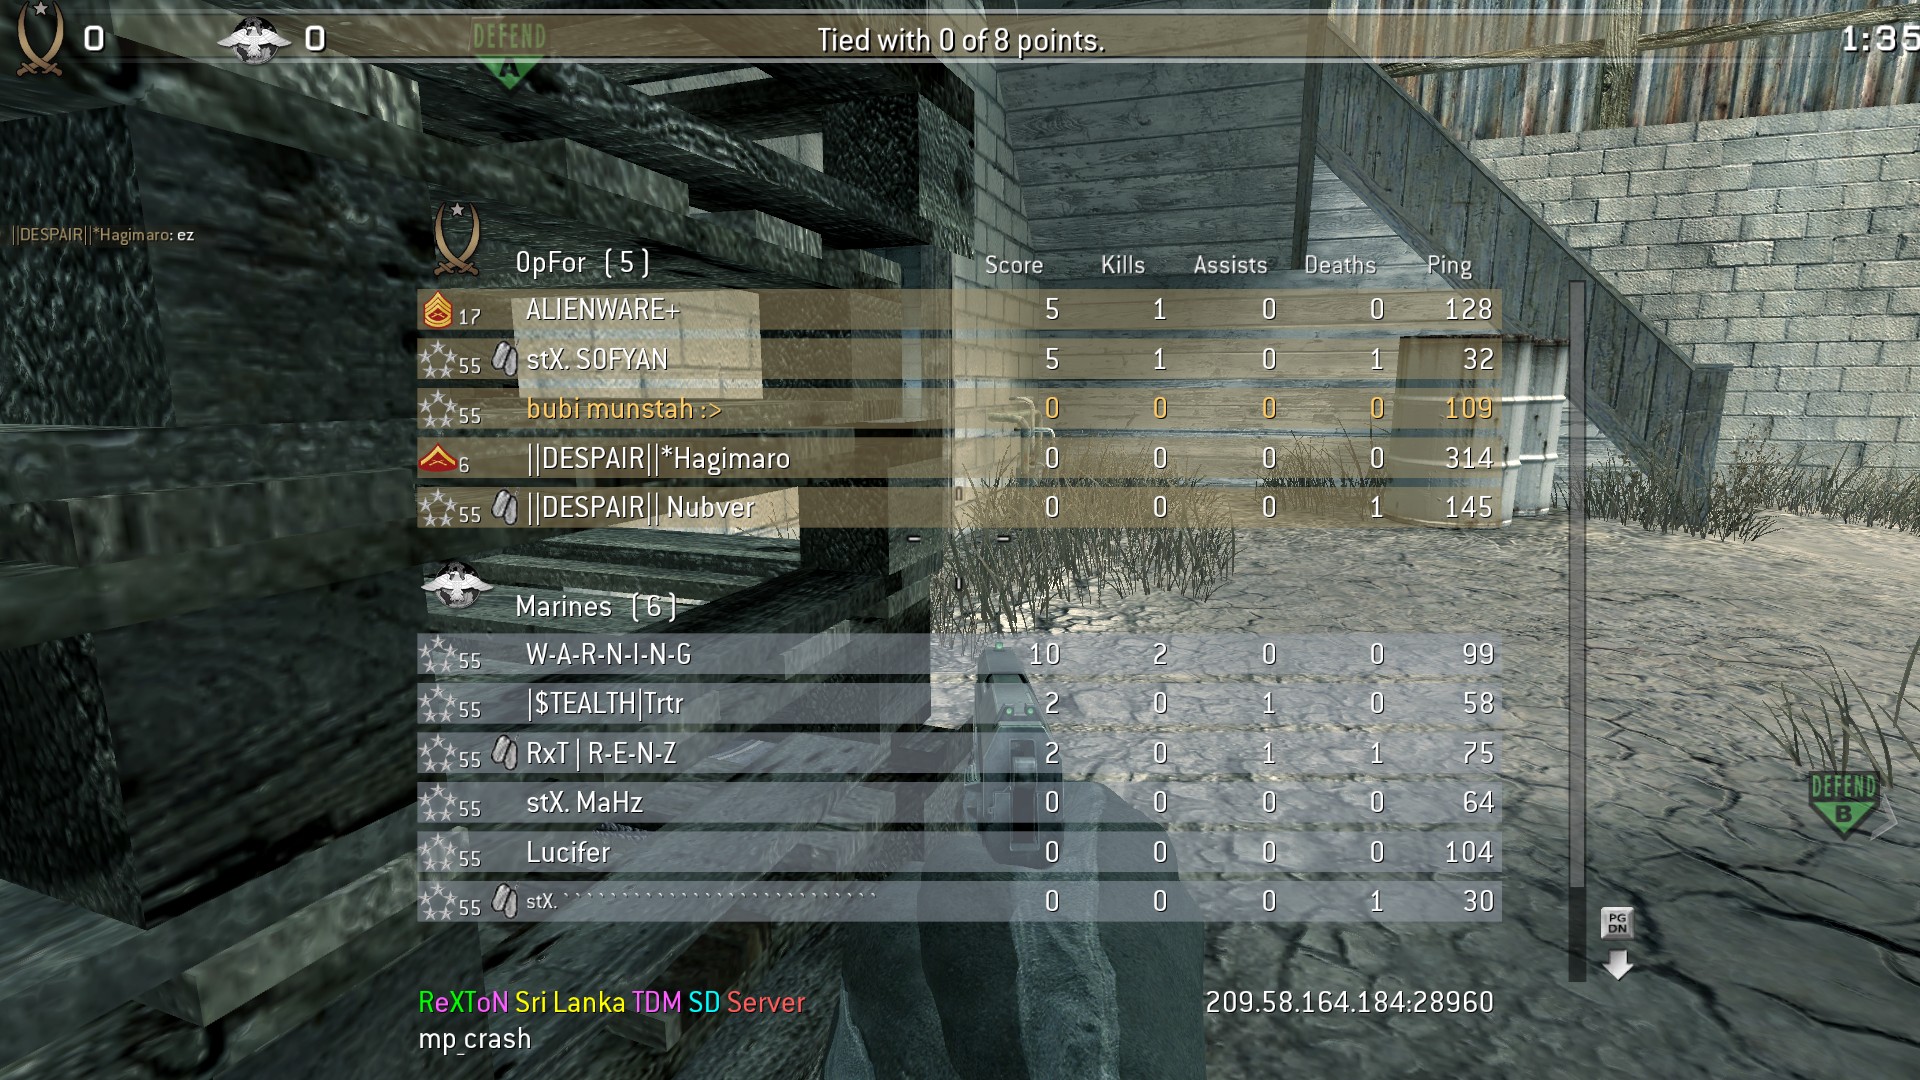 0 0 Tied with 0 of 8 points. 1:35
DEFEND
A
||DESPAIR||*Hagimaro: ez
OpFor ( 5 ) Score Kills Assists Deaths Ping
17 ALIENWARE+ 5 1 0 0 128
55 stX. SOFYAN 5 1 0 1 32
55 bubi munstah :> 0 0 0 0 109
6 ||DESPAIR||*Hagimaro 0 0 0 0 314
55 ||DESPAIR|| Nubver 0 0 0 1 145
Marines ( 6 )
55 W-A-R-N-I-N-G 10 2 0 0 99
55 |$TEALTH|Trtr 2 0 1 0 58
55 RxT | R-E-N-Z 2 0 1 1 75
55 stX. MaHz 0 0 0 0 64
55 Lucifer 0 0 0 0 104
55 stX. 0 0 0 1 30
DEFEND
B
PG
DN
ReXToN Sri Lanka TDM SD Server 209.58.164.184:28960
mp_crash